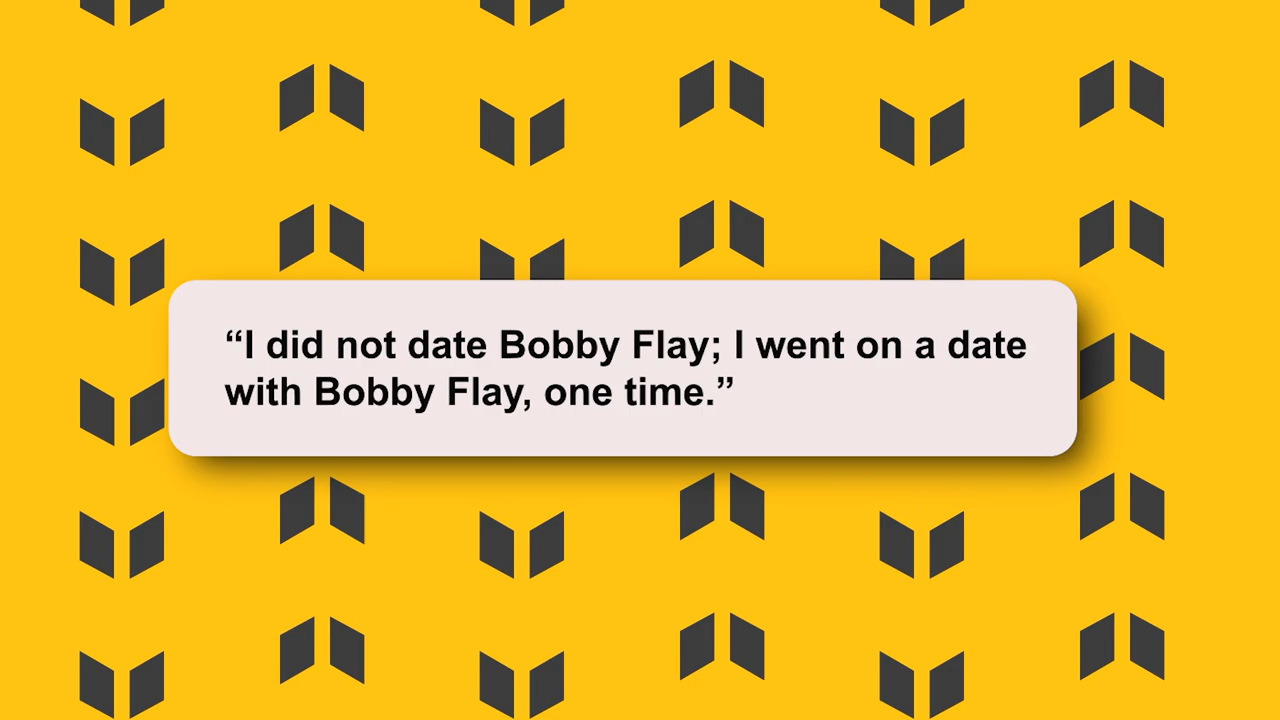 “I did not date Bobby Flay; I went on a date
with Bobby Flay, one time.”